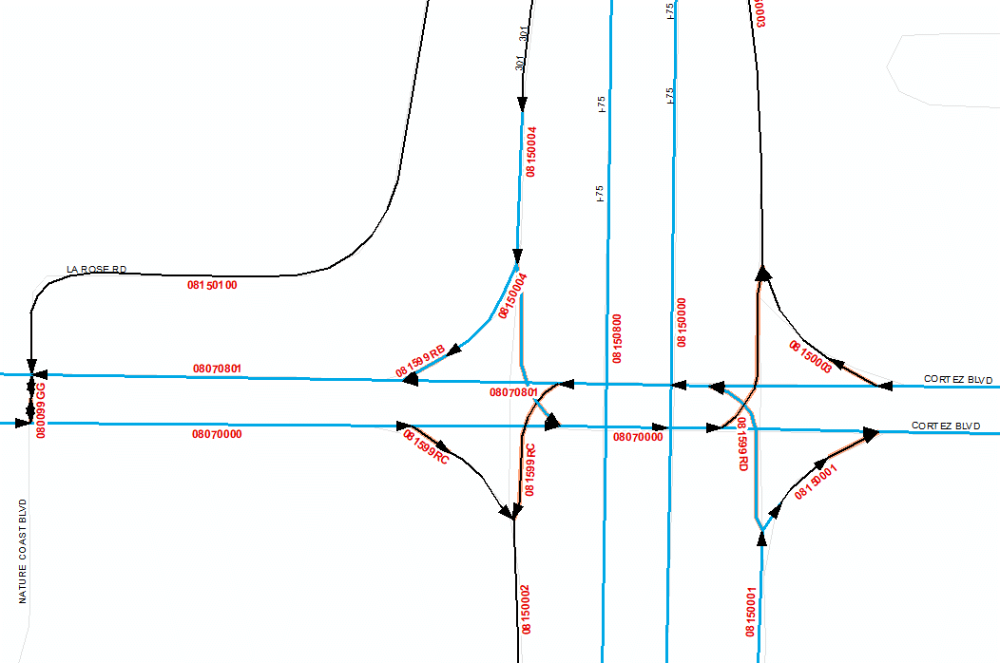 I-75
0003
301
301
I-75
I-75
08150004
I-75
LA ROSE RD
08150100
08150004
08150800
08150000
08150003
081599RB
08070801
CORTEZ BLVD
080099GG
08070801
CORTEZ BLVD
08070000
081599RC
08070000
081599RD
081599RC
08150001
NATURE COAST BLVD
08150002
08150001